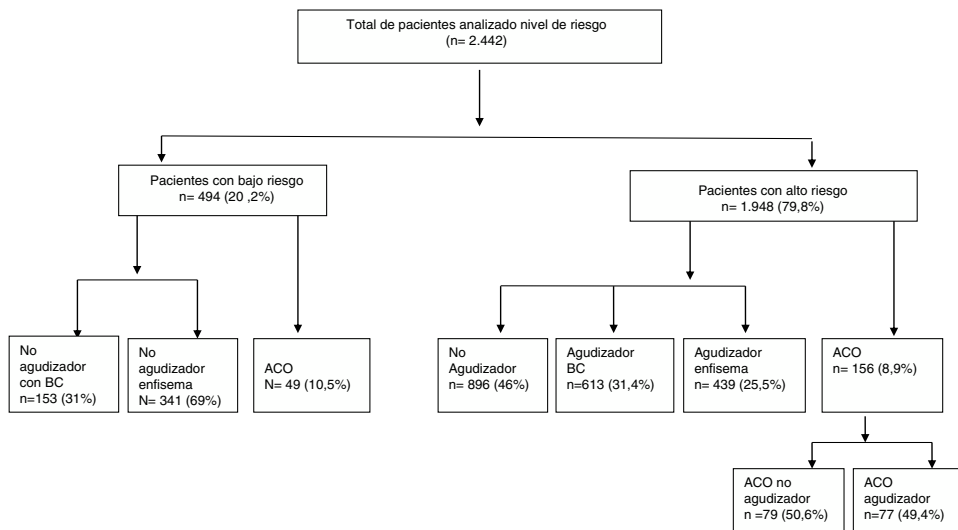 Total de pacientes analizado nivel de riesgo
(n= 2.442)
Pacientes con bajo riesgo
n= 494 (20 ,2%)
Pacientes con alto riesgo
n= 1.948 (79,8%)
No
agudizador
con BC
n=153 (31%)
No
agudizador
enfisema
N= 341 (69%)
ACO
N= 49 (10,5%)
No
Agudizador
n= 896 (46%)
Agudizador
BC
n=613 (31,4%)
Agudizador
enfisema
n= 439 (25,5%)
ACO
n= 156 (8,9%)
ACO no
agudizador
n =79 (50,6%)
ACO
agudizador
n=77 (49,4%)